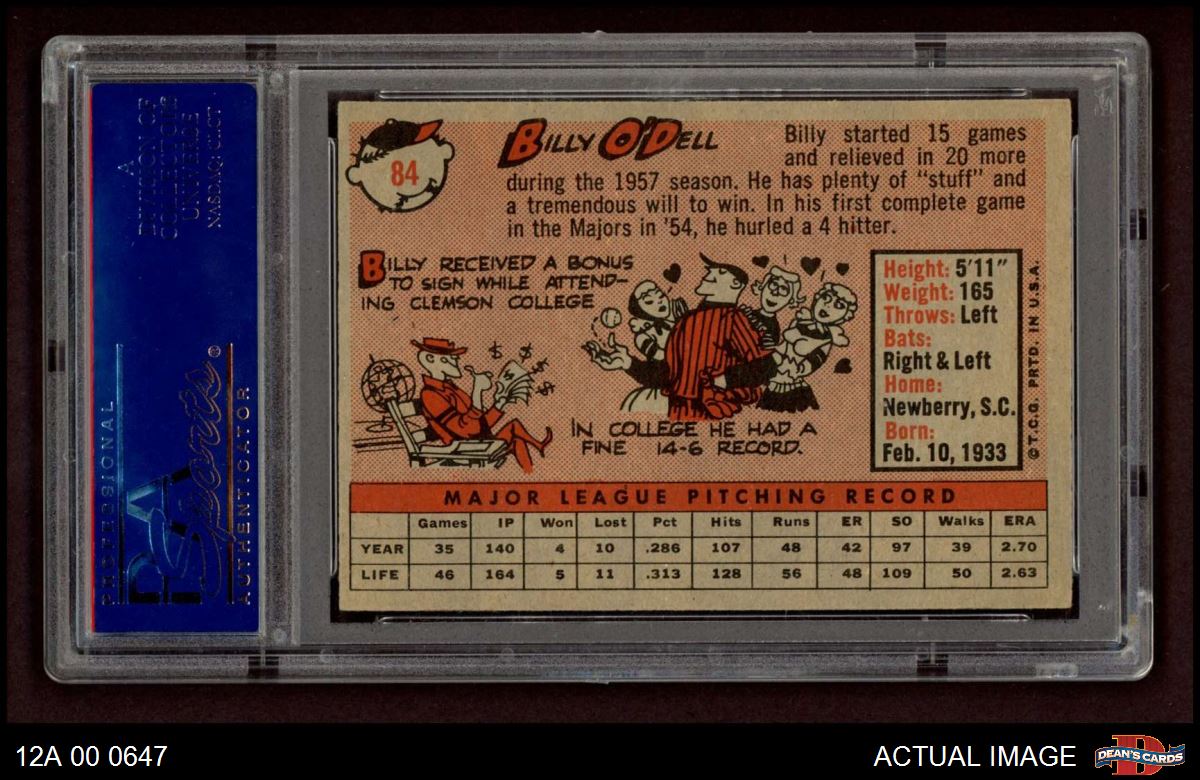 A
DIVISION OF
COLLECTORS
UNIVERSE
NASDAQ: CLCT
PROFESSIONAL
PSA
Sports®
AUTHENTICATOR
84
BILLY O'DELL
Billy started 15 games
and relieved in 20 more
during the 1957 season. He has plenty of "stuff" and
a tremendous will to win. In his first complete game
in the Majors in '54, he hurled a 4 hitter.
BILLY RECEIVED A BONUS
TO SIGN WHILE ATTEND-
ING CLEMSON COLLEGE
$ $ $ $ $
IN COLLEGE HE HAD A
FINE 14-6 RECORD.
Height: 5'11"
Weight: 165
Throws: Left
Bats:
Right & Left
Home:
Newberry, S.C.
Born:
Feb. 10, 1933
© T.C.G. PRTD. IN U.S.A.
MAJOR LEAGUE PITCHING RECORD
Games IP Won Lost Pct Hits Runs ER SO Walks ERA
YEAR 35 140 4 10 .286 107 48 42 97 39 2.70
LIFE 46 164 5 11 .313 128 56 48 109 50 2.63
12A 00 0647
ACTUAL IMAGE
D
DEAN'S CARDS